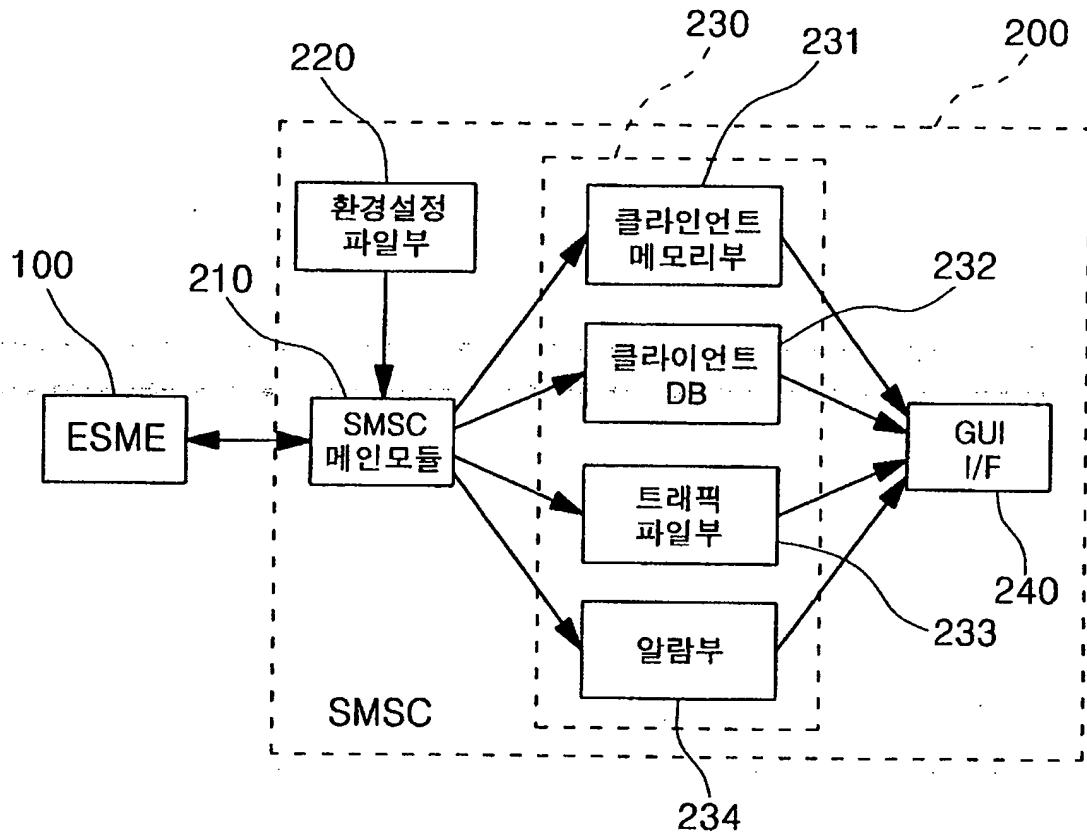 230
231
200
220
환경설정
파일부
클라인언트
메모리부
100
210
232
클라이언트
DB
ESME
SMSC
메인모듈
GUI
I/F
트래픽
파일부
240
233
알람부
SMSC
234